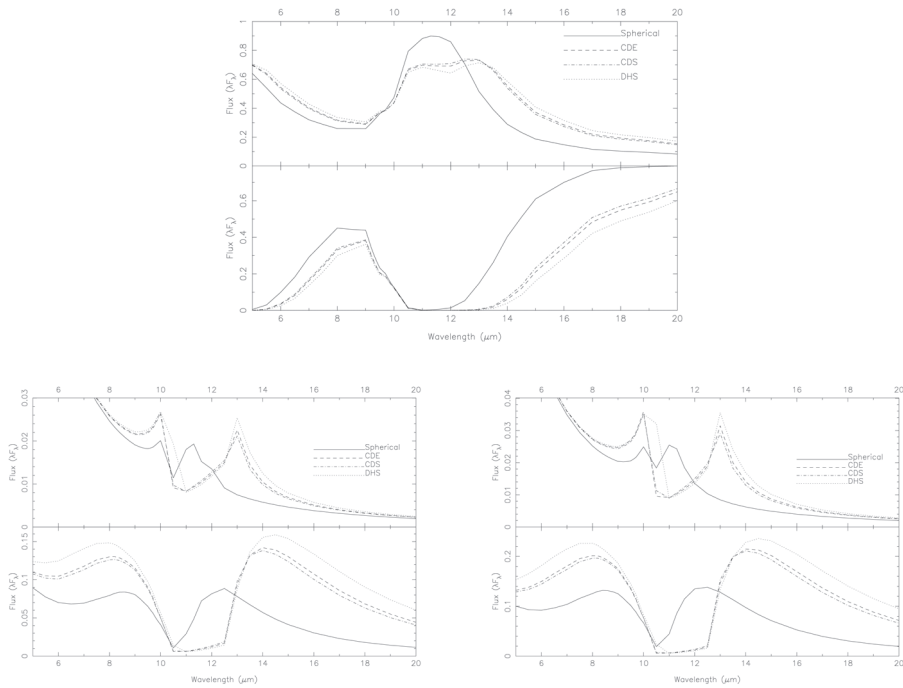 6 8 10 12 14 16 18 20
Spherical
CDE
CDS
DHS
Flux (λFλ)
0 0.2 0.4 0.6 0.8 1
Flux (λFλ)
0 0.2 0.4 0.6
6 8 10 12 14 16 18 20
Wavelength (μm)
6 8 10 12 14 16 18 20
Spherical
CDE
CDS
DHS
Flux (λFλ)
0 0.01 0.02 0.03
Flux (λFλ)
0 0.05 0.1 0.15
6 8 10 12 14 16 18 20
Wavelength (μm)
6 8 10 12 14 16 18 20
Spherical
CDE
CDS
DHS
Flux (λFλ)
0 0.01 0.02 0.03 0.04
Flux (λFλ)
0 0.1 0.2
6 8 10 12 14 16 18 20
Wavelength (μm)